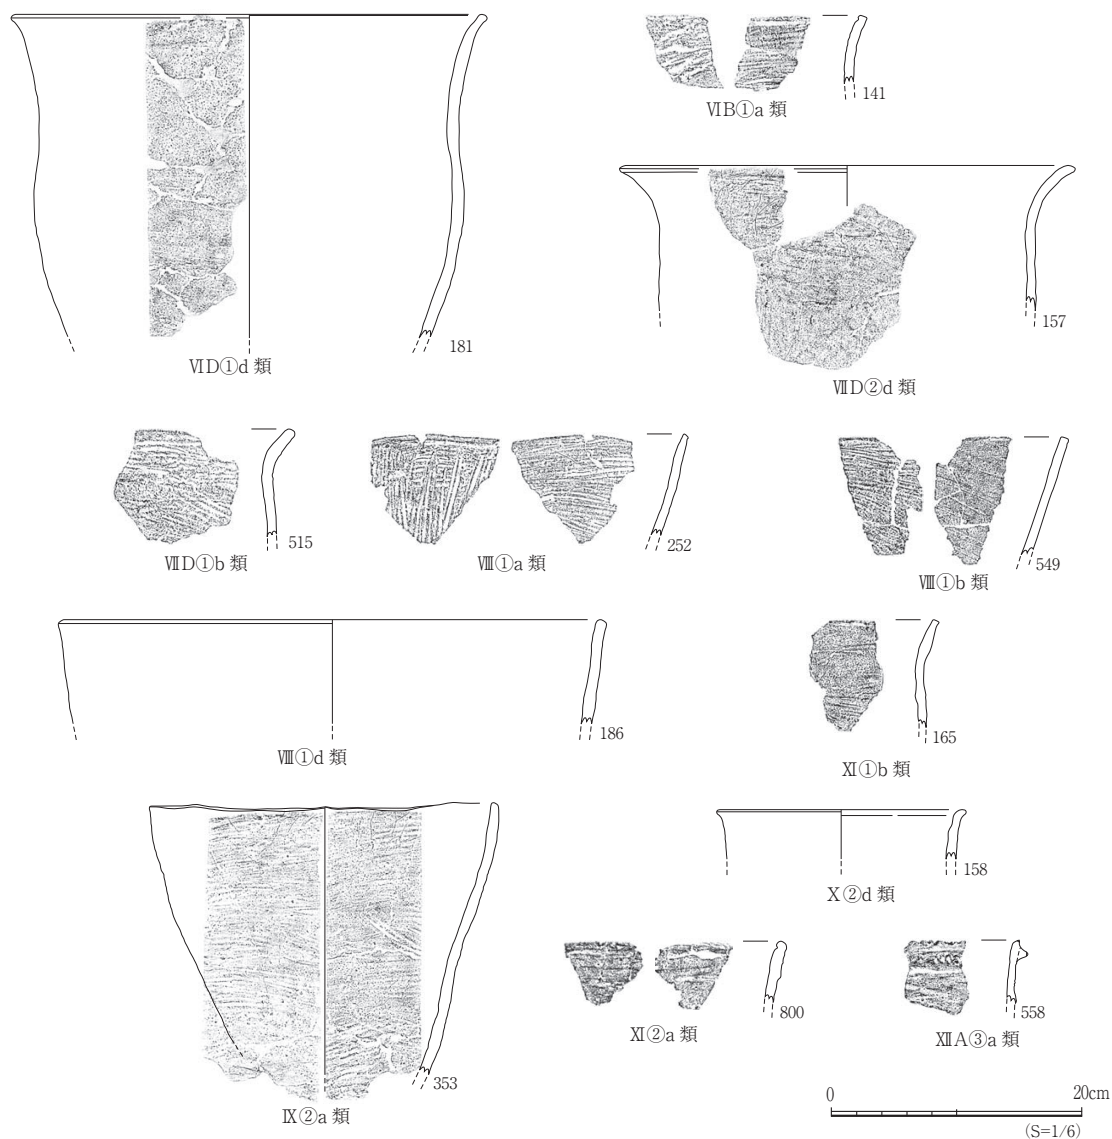 141
ⅥB①a 類
181
ⅥD①d 類
157
ⅦD②d 類
515
ⅦD①b 類
252
Ⅷ①a 類
549
Ⅷ①b 類
186
Ⅷ①d 類
165
Ⅺ①b 類
353
Ⅸ②a 類
158
Ⅹ②d 類
800
Ⅺ②a 類
558
ⅫA③a 類
0 20cm
(S=1/6)